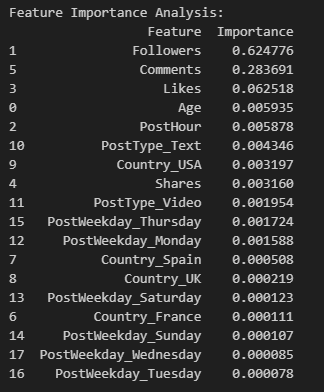 Feature Importance Analysis:
Feature Importance
1 Followers 0.624776
5 Comments 0.283691
3 Likes 0.062518
0 Age 0.005935
2 PostHour 0.005878
10 PostType_Text 0.004346
9 Country_USA 0.003197
4 Shares 0.003160
11 PostType_Video 0.001954
15 PostWeekday_Thursday 0.001724
12 PostWeekday_Monday 0.001588
7 Country_Spain 0.000508
8 Country_UK 0.000219
13 PostWeekday_Saturday 0.000123
6 Country_France 0.000111
14 PostWeekday_Sunday 0.000107
17 PostWeekday_Wednesday 0.000085
16 PostWeekday_Tuesday 0.000078